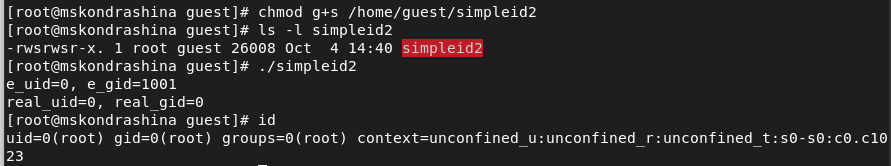 [root@mskondrashina guest]# chmod g+s /home/guest/simpleid2
[root@mskondrashina guest]# ls -l simpleid2
-rwsrwsr-x. 1 root guest 26008 Oct  4 14:40 simpleid2
[root@mskondrashina guest]# ./simpleid2
e_uid=0, e_gid=1001
real_uid=0, real_gid=0
[root@mskondrashina guest]# id
uid=0(root) gid=0(root) groups=0(root) context=unconfined_u:unconfined_r:unconfined_t:s0-s0:c0.c10
23